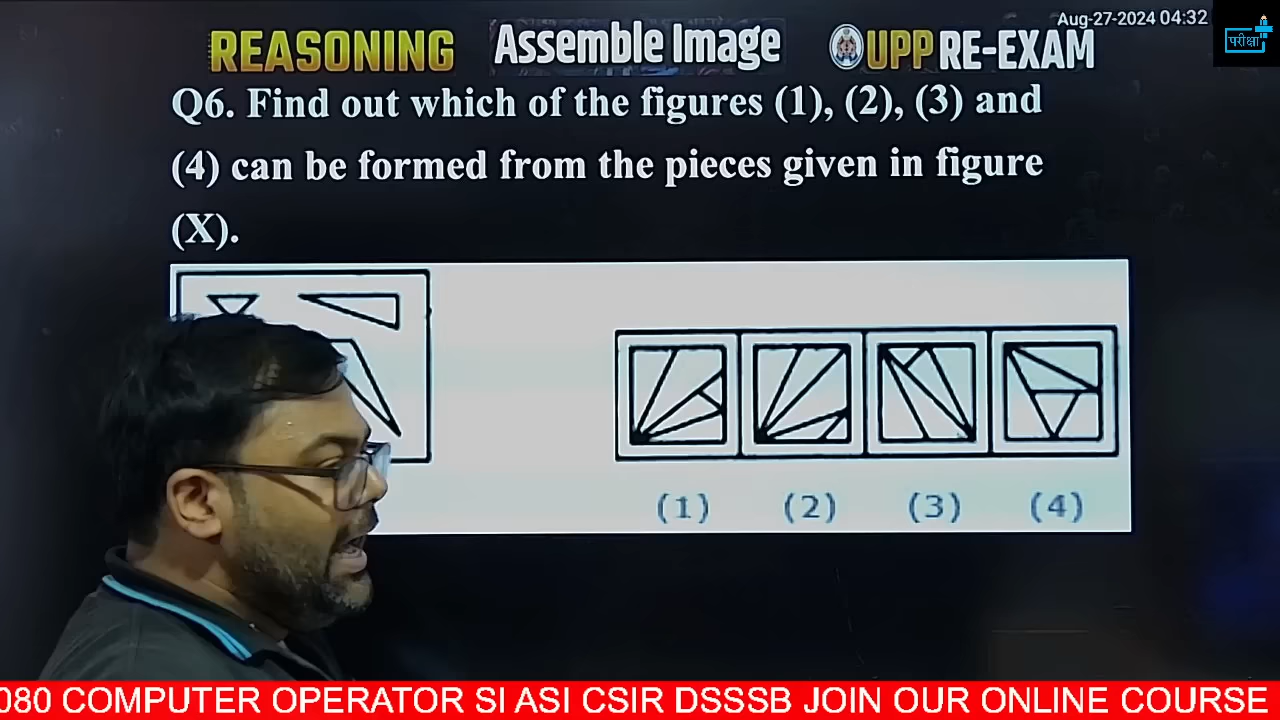 Aug-27-2024 04:32
REASONING Assemble Image UPP RE-EXAM
परीक्षा
Q6. Find out which of the figures (1), (2), (3) and
(4) can be formed from the pieces given in figure
(X).
(1) (2) (3) (4)
080 COMPUTER OPERATOR SI ASI CSIR DSSSB JOIN OUR ONLINE COURSE